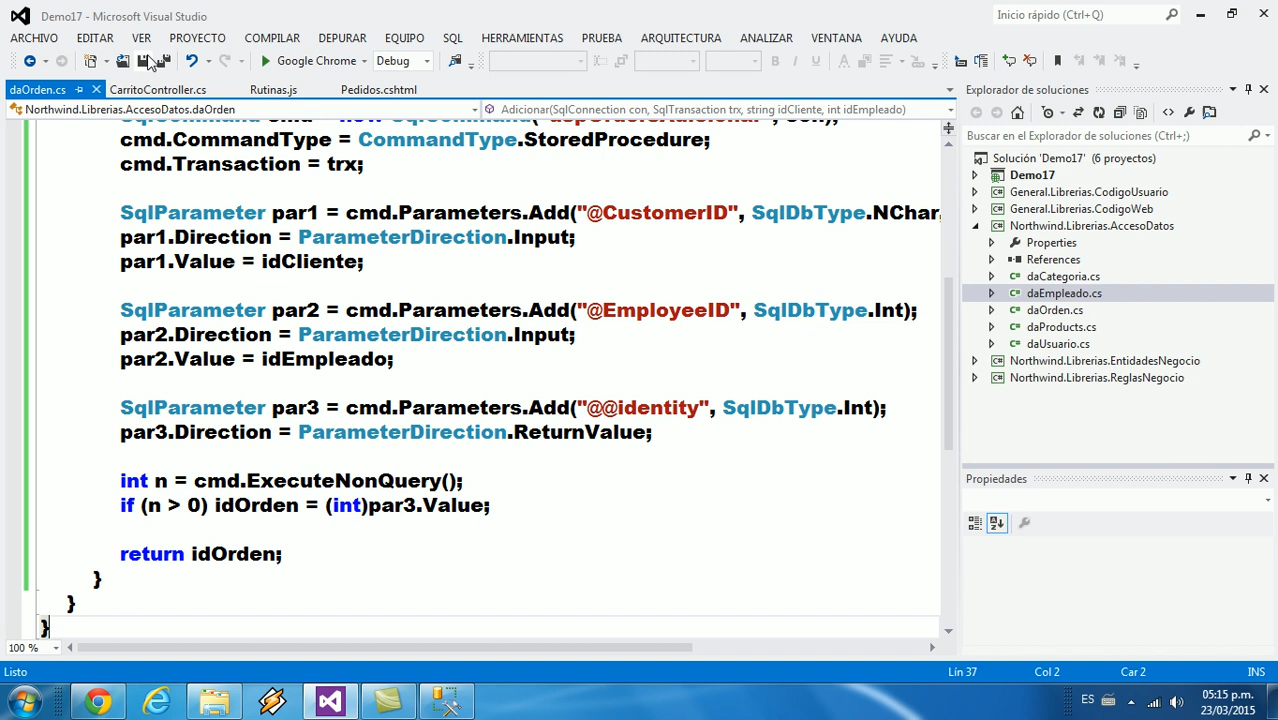 Demo17 - Microsoft Visual Studio
Inicio rápido (Ctrl+Q)
ARCHIVO EDITAR VER PROYECTO COMPILAR DEPURAR EQUIPO SQL HERRAMIENTAS PRUEBA ARQUITECTURA ANALIZAR VENTANA AYUDA
Google Chrome Debug
daOrden.cs CarritoController.cs Rutinas.js Pedidos.cshtml
Northwind.Librerias.AccesoDatos.daOrden Adicionar(SqlConnection con, SqlTransaction trx, string idCliente, int idEmpleado)
cmd.CommandType = CommandType.StoredProcedure;
cmd.Transaction = trx;
SqlParameter par1 = cmd.Parameters.Add("@CustomerID", SqlDbType.NChar,
par1.Direction = ParameterDirection.Input;
par1.Value = idCliente;
SqlParameter par2 = cmd.Parameters.Add("@EmployeeID", SqlDbType.Int);
par2.Direction = ParameterDirection.Input;
par2.Value = idEmpleado;
SqlParameter par3 = cmd.Parameters.Add("@@identity", SqlDbType.Int);
par3.Direction = ParameterDirection.ReturnValue;
int n = cmd.ExecuteNonQuery();
if (n > 0) idOrden = (int)par3.Value;
return idOrden;
}
}
}
100 %
Explorador de soluciones
Buscar en el Explorador de soluciones (Ctrl+;)
Solución 'Demo17' (6 proyectos)
Demo17
General.Librerias.CodigoUsuario
General.Librerias.CodigoWeb
Northwind.Librerias.AccesoDatos
Properties
References
daCategoria.cs
daEmpleado.cs
daOrden.cs
daProducts.cs
daUsuario.cs
Northwind.Librerias.EntidadesNegocio
Northwind.Librerias.ReglasNegocio
Propiedades
Listo Lín 37 Col 2 Car 2 INS
ES 05:15 p.m.
23/03/2015